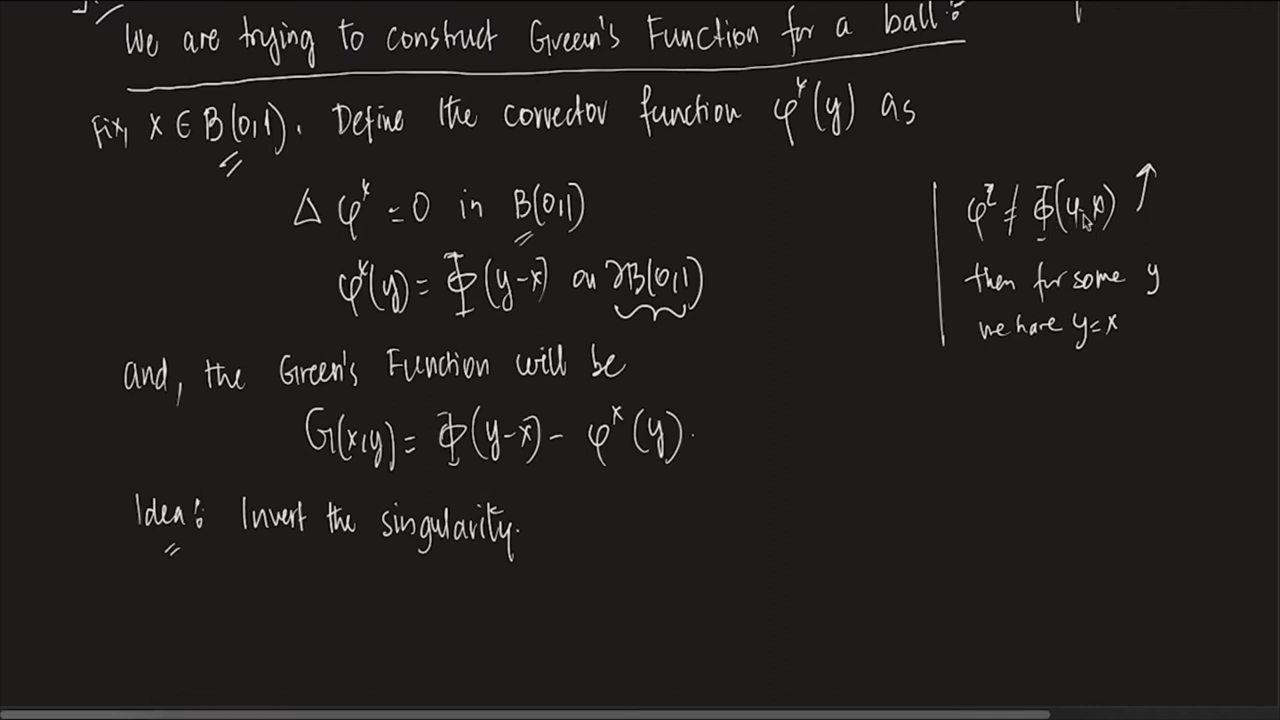 We are trying to construct Green's Function for a ball:
Fix, x ∈ B(0,1). Define the corrector function φˣ(y) as
Δ φˣ = 0 in B(0,1)
φˣ(y) = Φ(y-x) on ∂B(0,1)
and, the Green's Function will be
G(x,y) = Φ(y-x) - φˣ(y).
Idea: Invert the singularity.
φˣ ≠ Φ(y-x)
then for some y
we have y=x